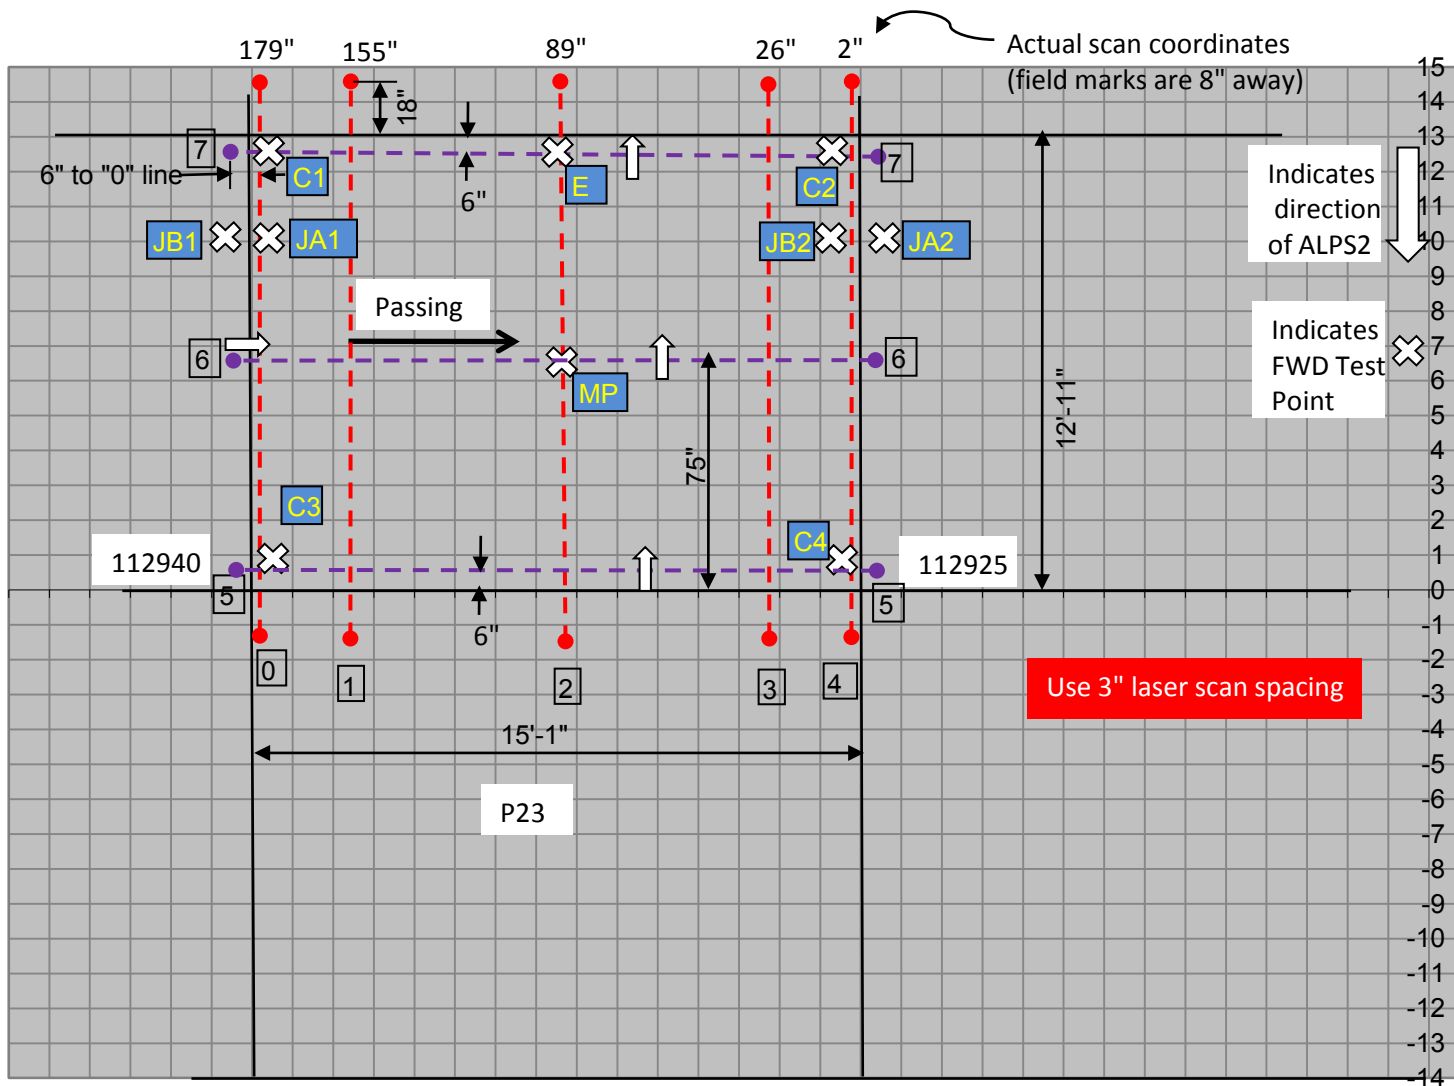 179"
155"
89"
26"
2"
Actual scan coordinates
(field marks are 8" away)
18"
7
6" to "0" line
C1
6"
E
C2
7
JB1
JA1
JB2
JA2
Indicates
direction
of ALPS2
Passing
6
MP
6
75"
12'-11"
Indicates
FWD Test
Point
C3
C4
112940
112925
5
5
6"
0
1
2
3
4
Use 3" laser scan spacing
15'-1"
P23
15
14
13
12
11
10
9
8
7
6
5
4
3
2
1
0
-1
-2
-3
-4
-5
-6
-7
-8
-9
-10
-11
-12
-13
-14